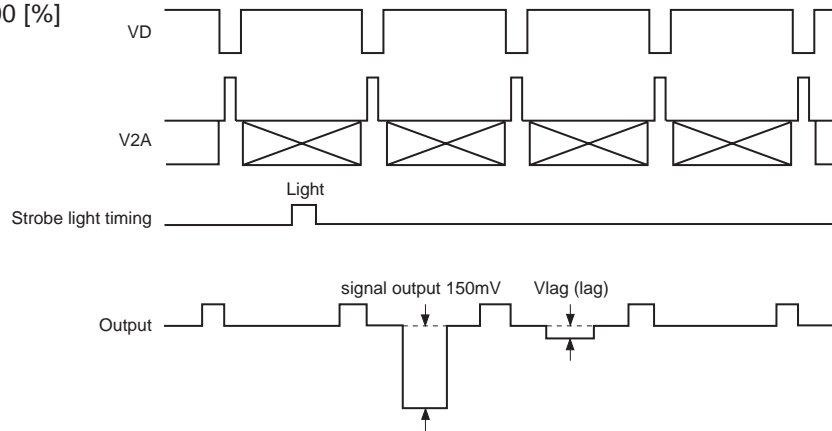 00 [%]
VD
V2A
Light
Strobe light timing
signal output 150mV Vlag (lag)
Output